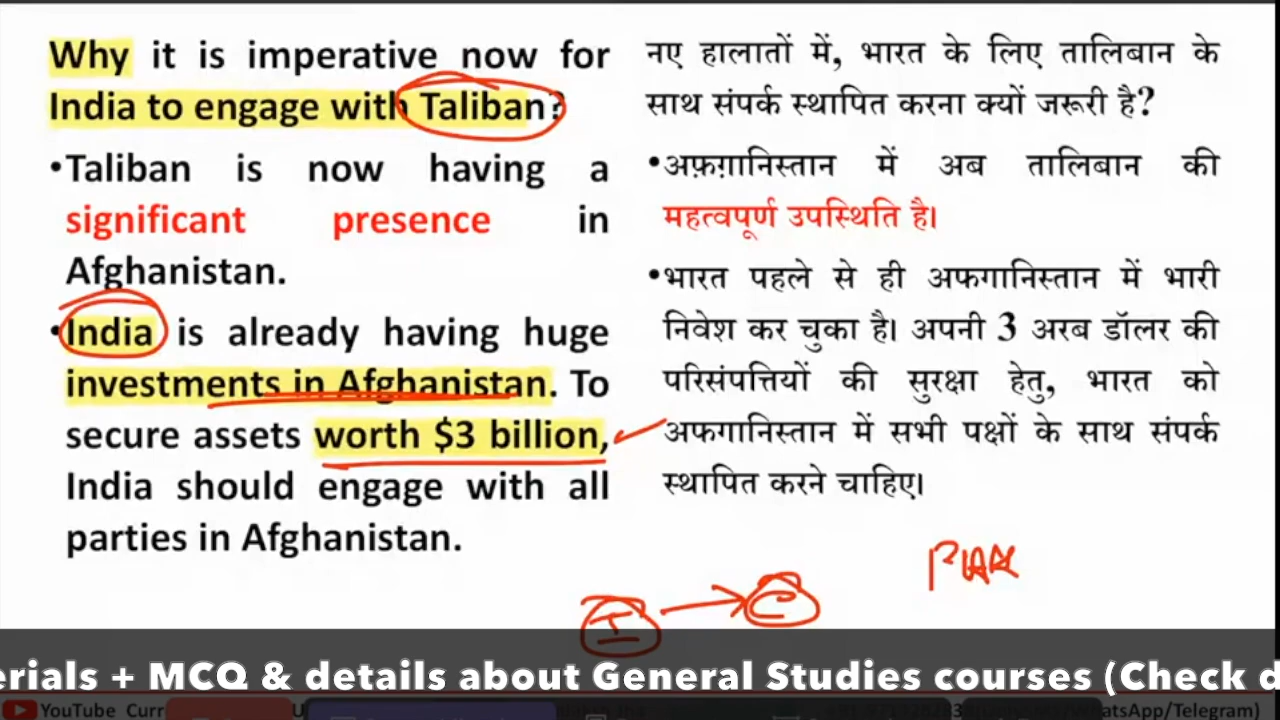 Why it is imperative now for
India to engage with Taliban?
•Taliban is now having a
significant presence in
Afghanistan.
•India is already having huge
investments in Afghanistan. To
secure assets worth $3 billion,
India should engage with all
parties in Afghanistan.
नए हालातों में, भारत के लिए तालिबान के
साथ संपर्क स्थापित करना क्यों जरूरी है?
•अफ़ग़ानिस्तान में अब तालिबान की
महत्वपूर्ण उपस्थिति है।
•भारत पहले से ही अफगानिस्तान में भारी
निवेश कर चुका है। अपनी 3 अरब डॉलर की
परिसंपत्तियों की सुरक्षा हेतु, भारत को
अफगानिस्तान में सभी पक्षों के साथ संपर्क
स्थापित करने चाहिए।
I → C
erials + MCQ & details about General Studies courses (Check d
YouTube Curr
WhatsApp/Telegram)